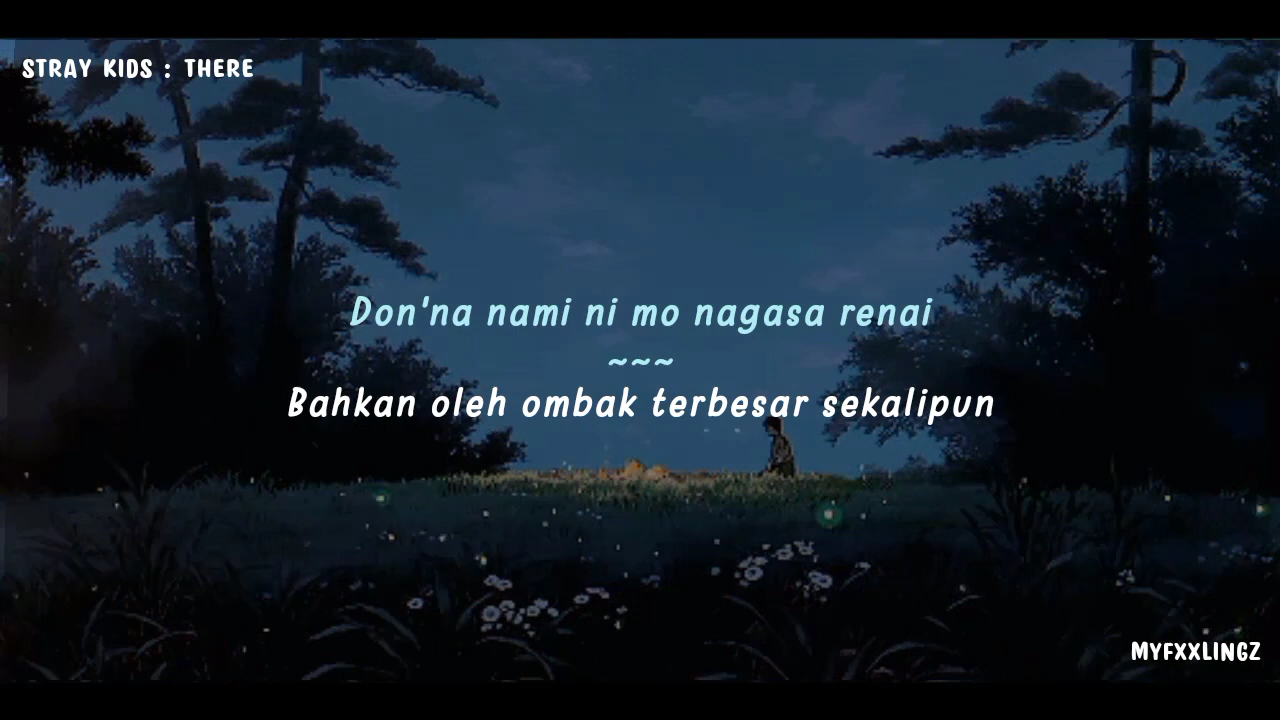 STRAY KIDS : THERE
Don'na nami ni mo nagasa renai
~~~
Bahkan oleh ombak terbesar sekalipun
MYFXXLINGZ